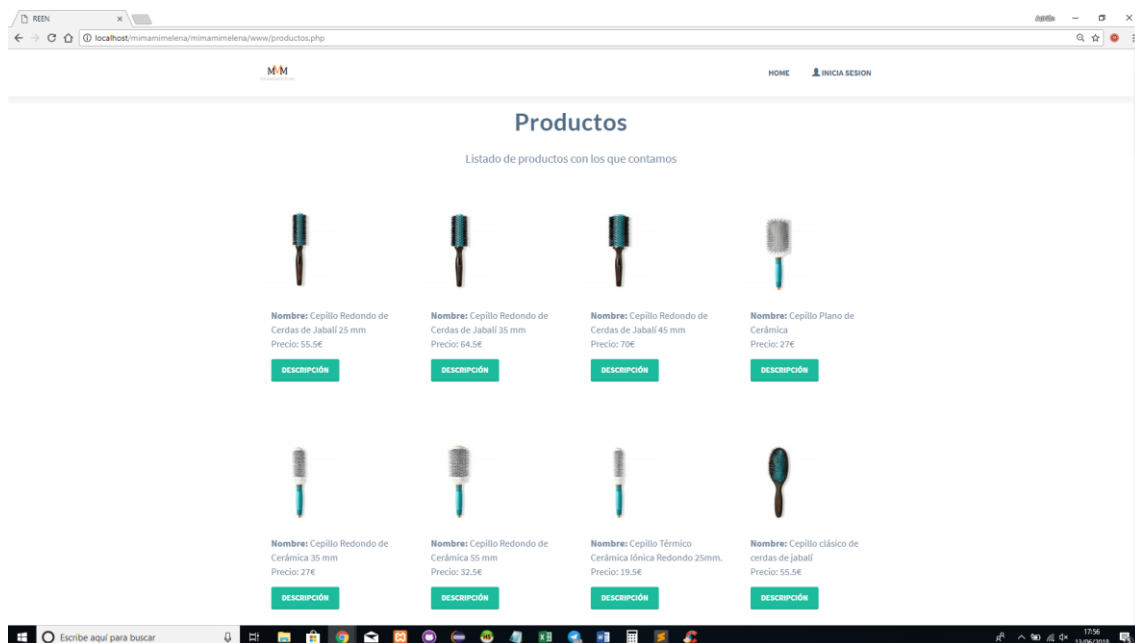 REEN
localhost/mimamimelena/mimamimelena/www/productos.php
MVM
HOME
INICIA SESION
Productos
Listado de productos con los que contamos
Nombre: Cepillo Redondo de
Cerdas de Jabalí 25 mm
Precio: 55.5€
DESCRIPCIÓN
Nombre: Cepillo Redondo de
Cerdas de Jabalí 35 mm
Precio: 64.5€
DESCRIPCIÓN
Nombre: Cepillo Redondo de
Cerdas de Jabalí 45 mm
Precio: 70€
DESCRIPCIÓN
Nombre: Cepillo Plano de
Cerámica
Precio: 27€
DESCRIPCIÓN
Nombre: Cepillo Redondo de
Cerámica 35 mm
Precio: 27€
DESCRIPCIÓN
Nombre: Cepillo Redondo de
Cerámica 55 mm
Precio: 32.5€
DESCRIPCIÓN
Nombre: Cepillo Térmico
Cerámica Iónica Redondo 25mm.
Precio: 19.5€
DESCRIPCIÓN
Nombre: Cepillo clásico de
cerdas de jabalí
Precio: 55.5€
DESCRIPCIÓN
Escribe aquí para buscar
17:56
13/06/2018